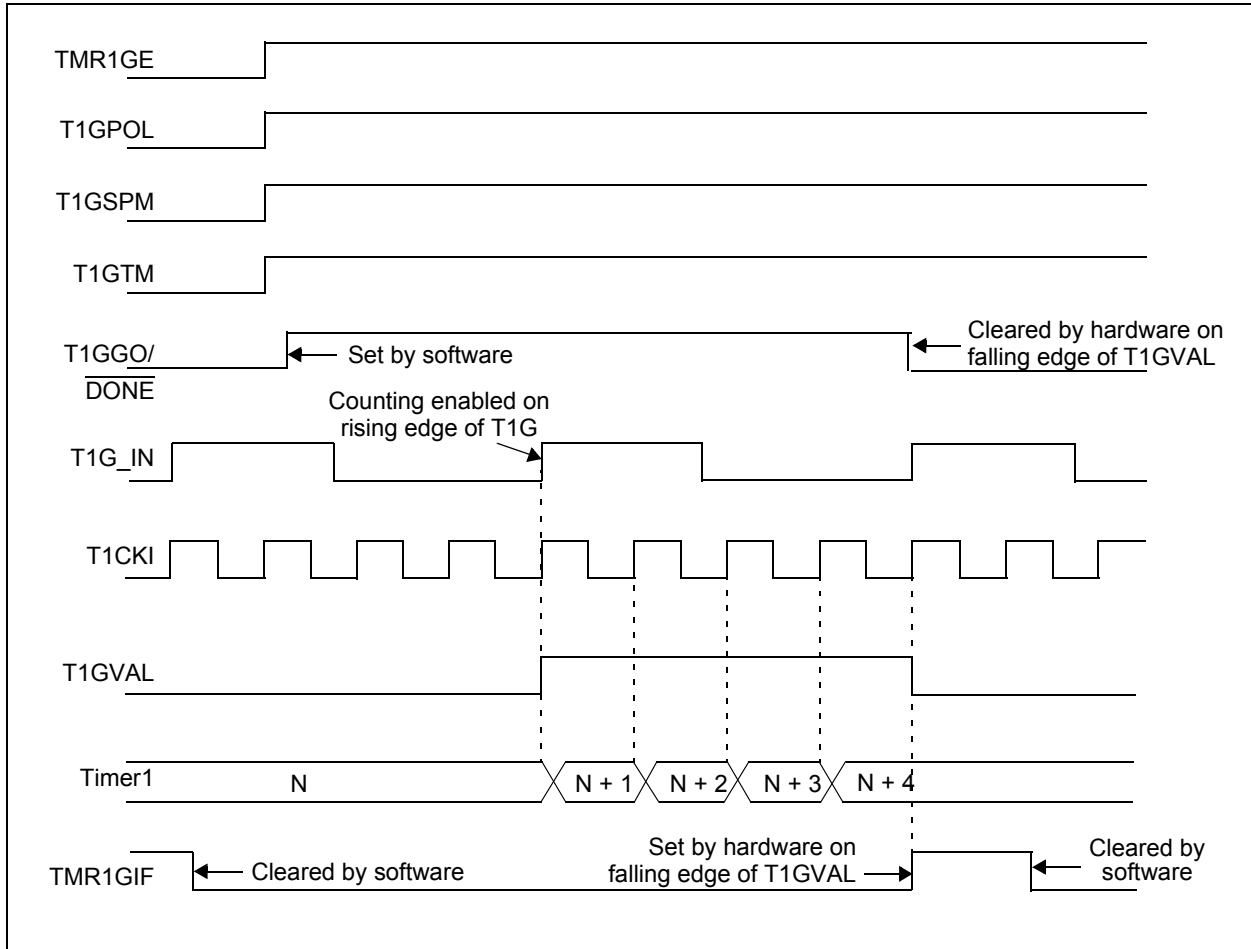 TMR1GE
T1GPOL
T1GSPM
T1GTM
T1GGO/
DONE
Set by software
Cleared by hardware on
falling edge of T1GVAL
Counting enabled on
rising edge of T1G
T1G_IN
T1CKI
T1GVAL
Timer1
N
N + 1
N + 2
N + 3
N + 4
TMR1GIF
Cleared by software
Set by hardware on
falling edge of T1GVAL
Cleared by
software